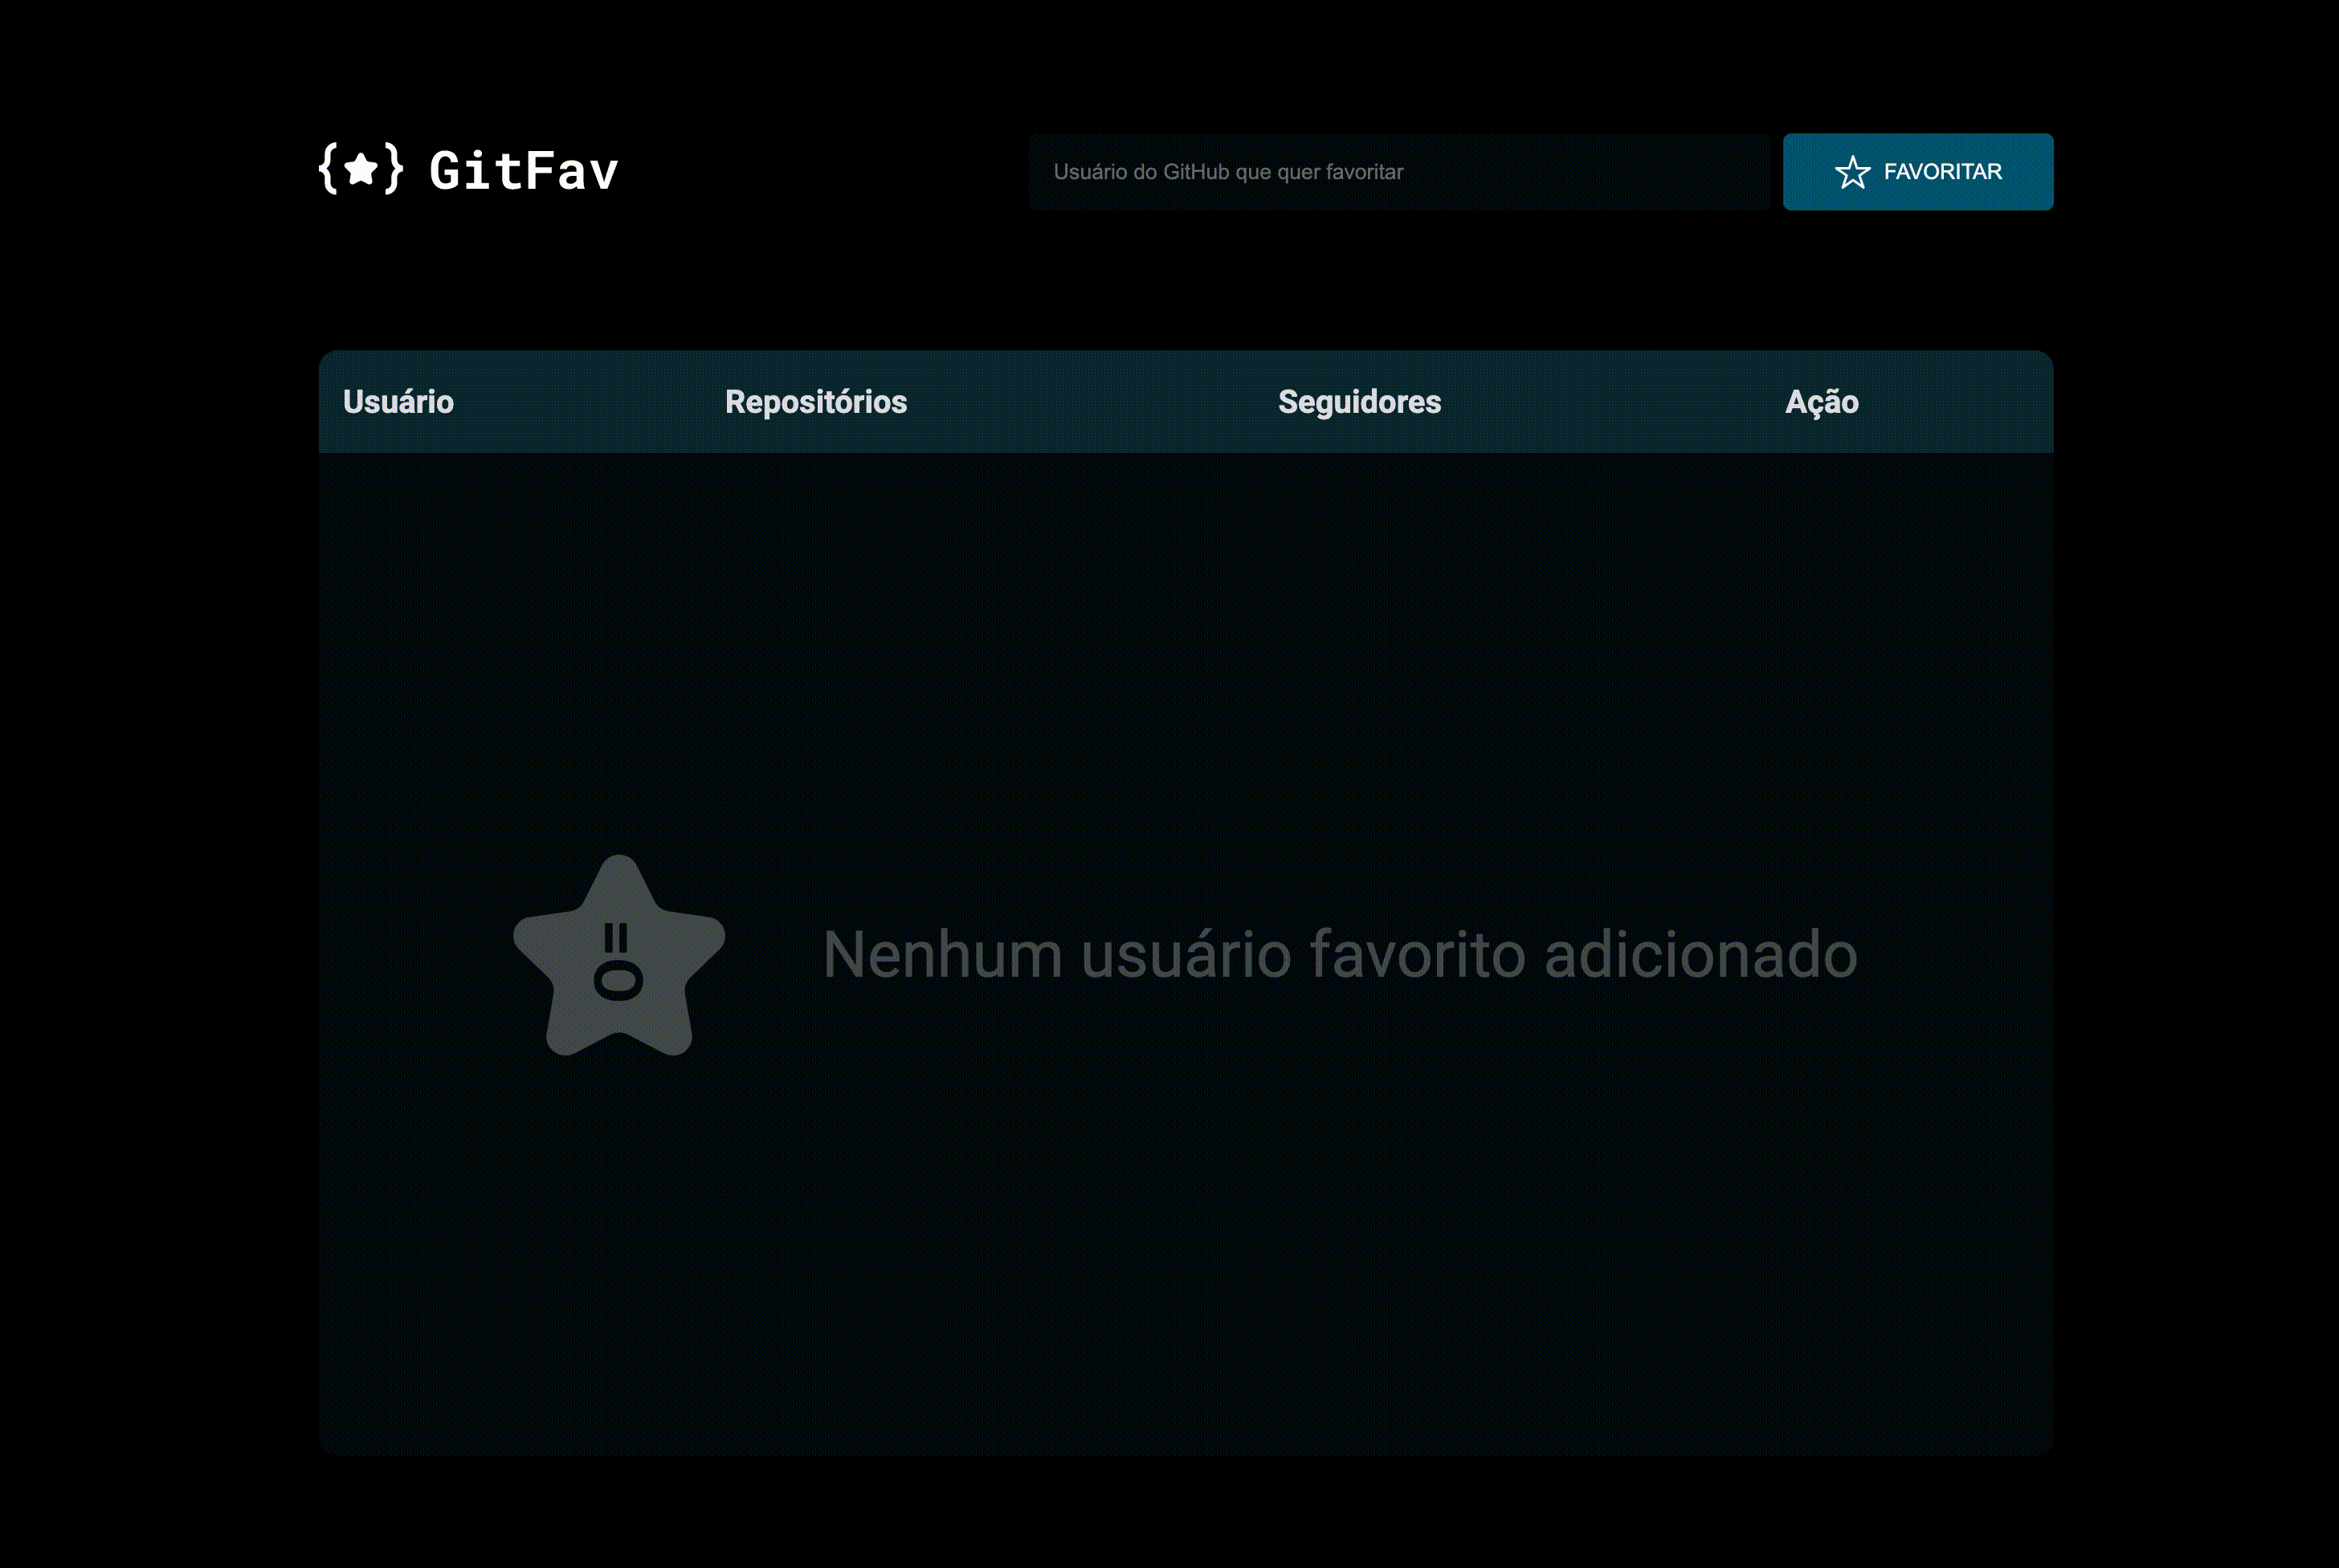 {★} GitFav
Usuário do GitHub que quer favoritar
FAVORITAR
Usuário Repositórios Seguidores Ação
Nenhum usuário favorito adicionado